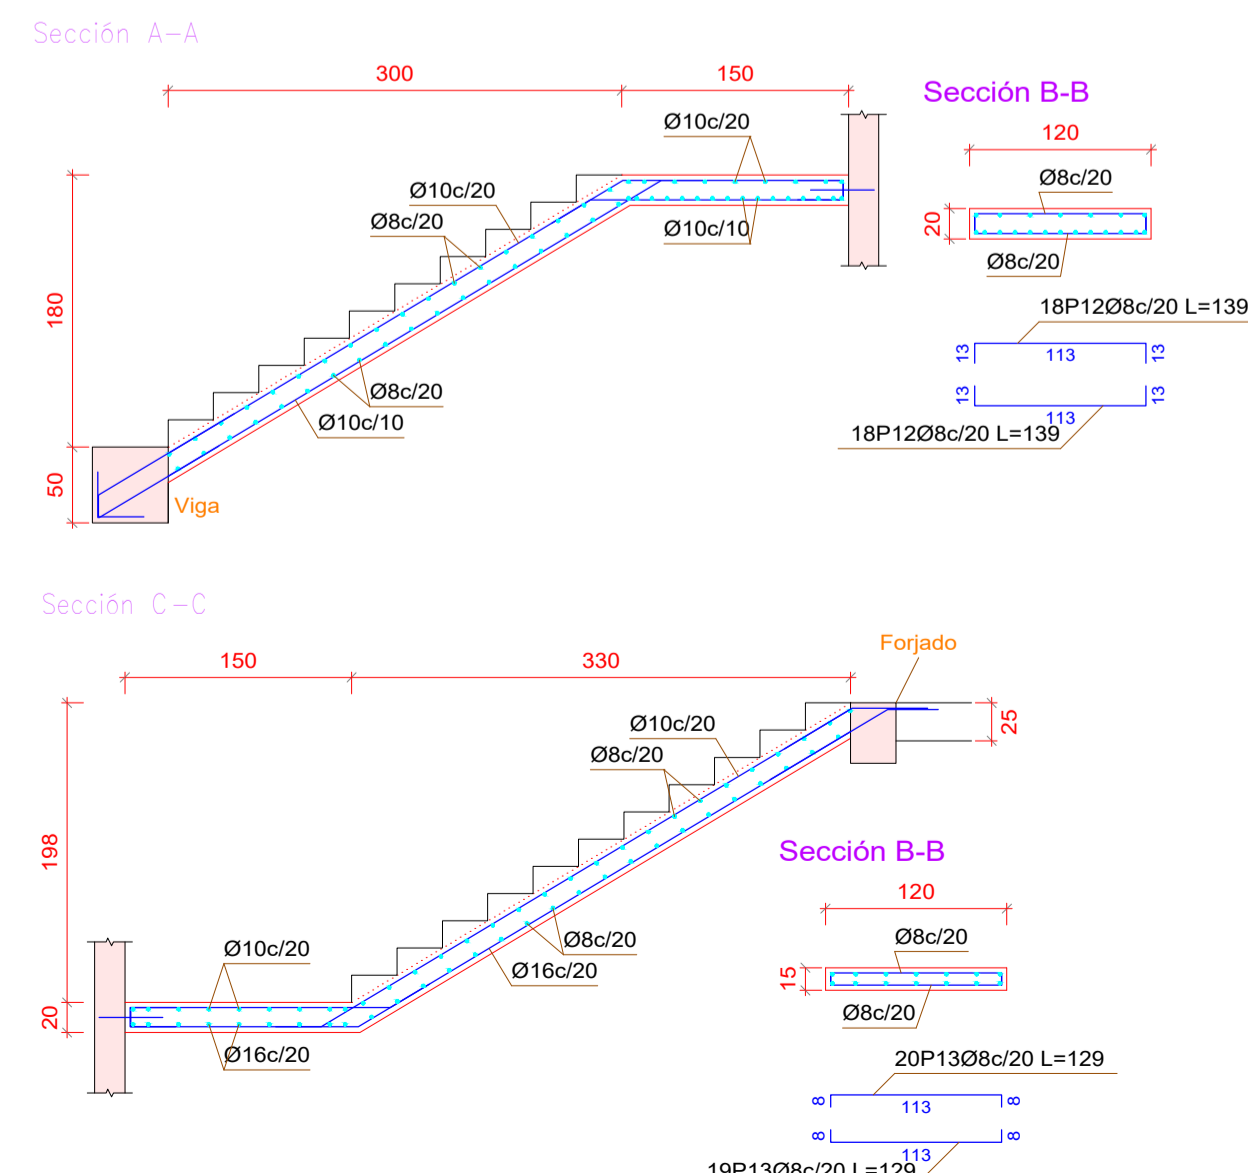 Sección A-A
300
150
Sección B-B
Ø10c/20
120
Ø10c/20
Ø8c/20
Ø8c/20
20
Ø10c/10
Ø8c/20
180
18P12Ø8c/20 L=139
13
113
13
Ø8c/20
13
113
13
Ø10c/10
18P12Ø8c/20 L=139
50
Viga
Sección C-C
Forjado
150
330
25
Ø10c/20
Ø8c/20
198
Sección B-B
120
Ø10c/20
Ø8c/20
Ø8c/20
Ø16c/20
15
Ø8c/20
20
Ø16c/20
20P13Ø8c/20 L=129
8
113
8
8
113
8
19P13Ø8c/20 L=129